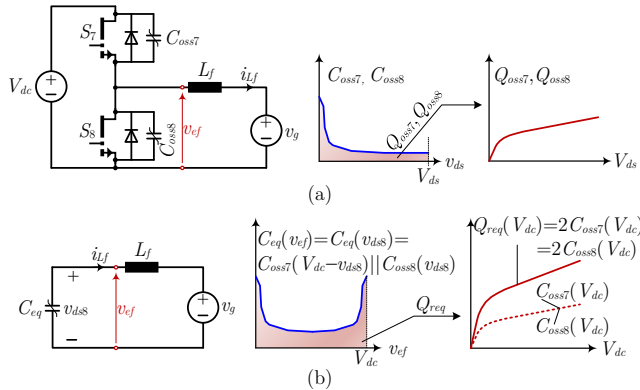 (a)
S7
Coss7
Vdc
Lf
iLf
S8
Coss8
vef
vg
Coss7, Coss8
Qoss7, Qoss8
vds
Vds
Qoss7, Qoss8
Vds
(a)
iLf
Lf
+
Ceq
vds8
vef
vg
−
Ceq(vef)=Ceq(vds8)=
Coss7(Vdc−vds8)||Coss8(vds8)
Qreq
Vdc
vef
Qreq(Vdc)=2Coss7(Vdc)
=2Coss8(Vdc)
Coss7(Vdc)
Coss8(Vdc)
Vdc
(b)